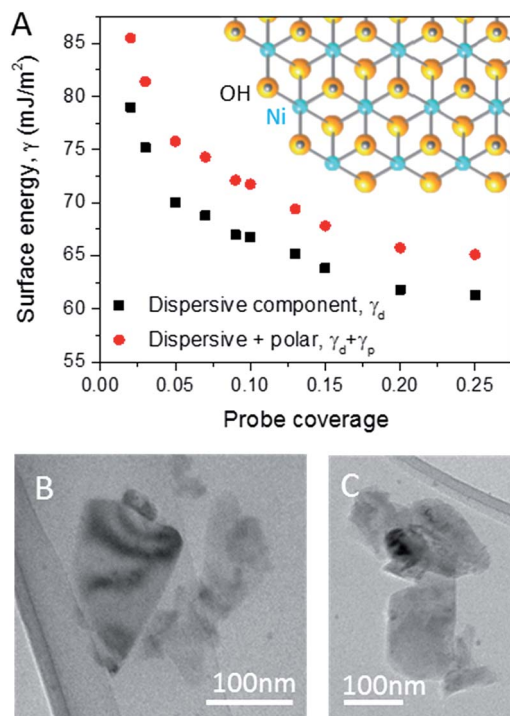 A
Surface energy, γ (mJ/m²)
85
80
75
70
65
60
55
OH
Ni
Dispersive component, γd
Dispersive + polar, γd+γp
0.00 0.05 0.10 0.15 0.20 0.25
Probe coverage
B
100nm
C
100nm